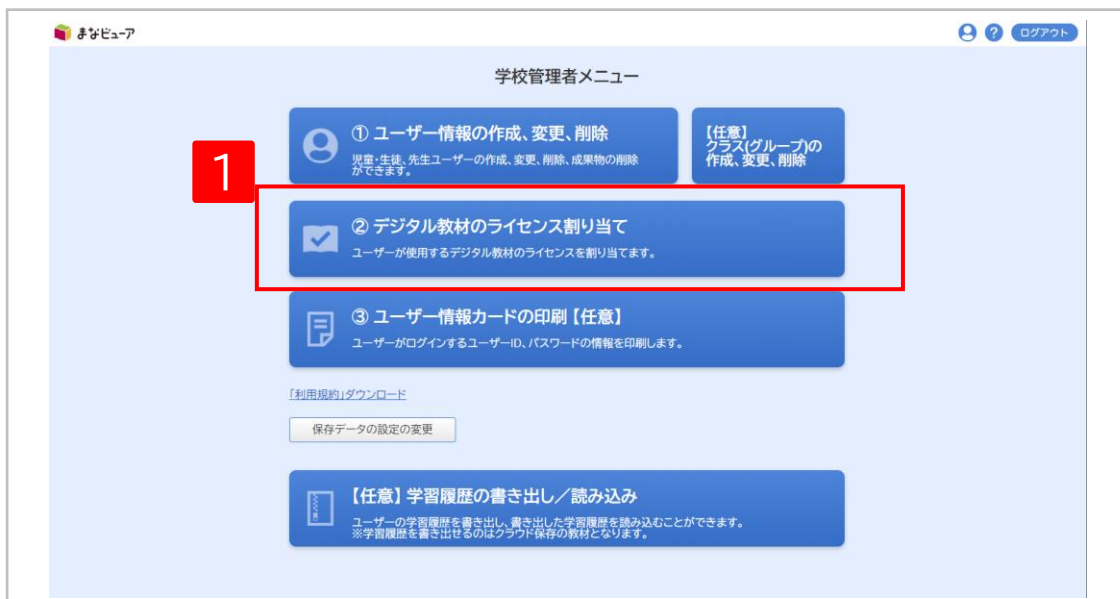 まなビューア
ログアウト
学校管理者メニュー
① ユーザー情報の作成、変更、削除
児童・生徒、先生ユーザーの作成、変更、削除、成果物の削除
ができます。
【任意】
クラス(グループ)の
作成、変更、削除
1
② デジタル教材のライセンス割り当て
ユーザーが使用するデジタル教材のライセンスを割り当てます。
③ ユーザー情報カードの印刷【任意】
ユーザーがログインするユーザーID、パスワードの情報を印刷します。
「利用規約」ダウンロード
保存データの設定の変更
【任意】学習履歴の書き出し／読み込み
ユーザーの学習履歴を書き出し、書き出した学習履歴を読み込むことができます。
※学習履歴を書き出せるのはクラウド保存の教材となります。